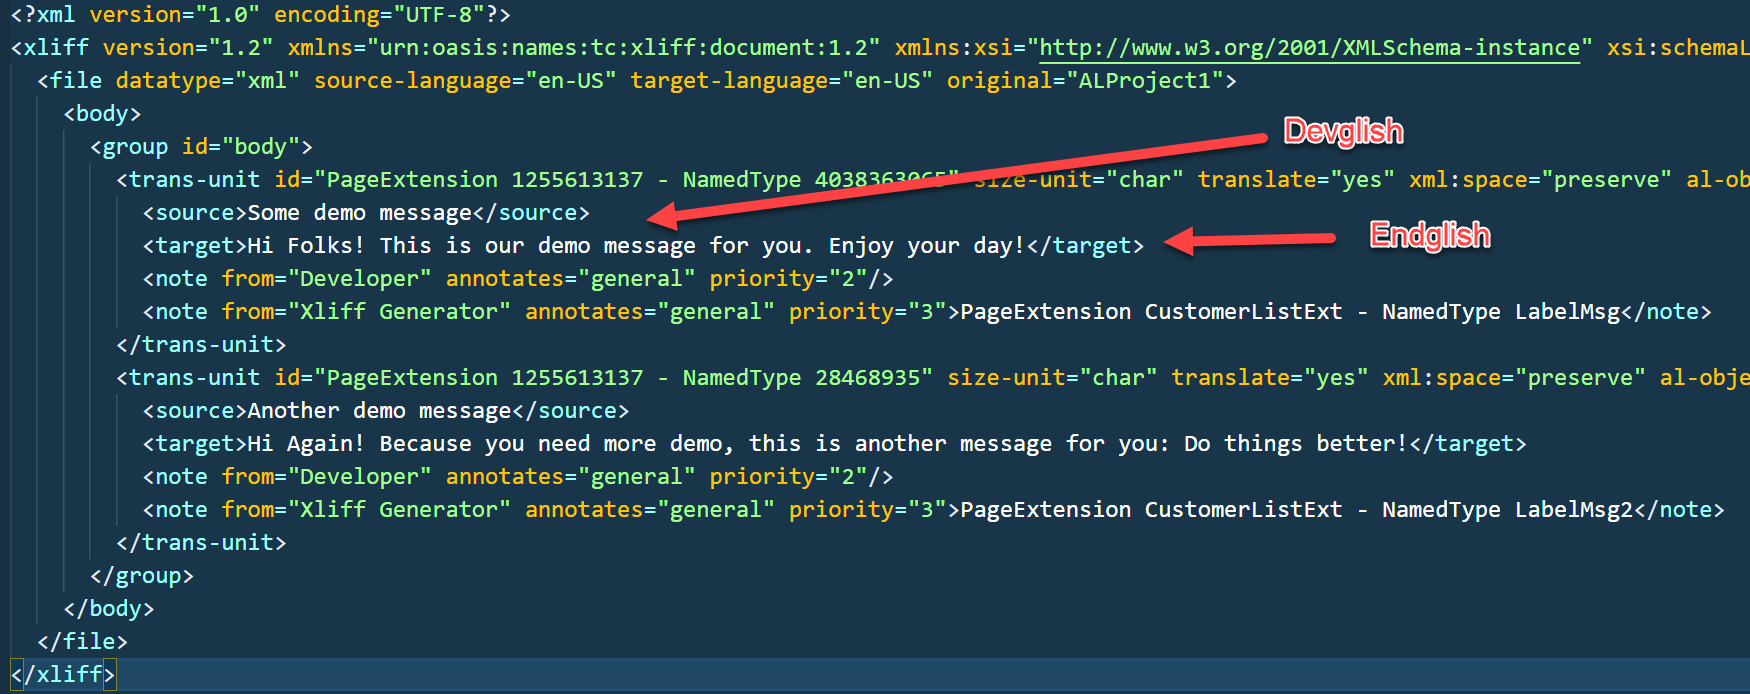 <?xml version="1.0" encoding="UTF-8"?>
<xliff version="1.2" xmlns="urn:oasis:names:tc:xliff:document:1.2" xmlns:xsi="http://www.w3.org/2001/XMLSchema-instance" xsi:schemaL
<file datatype="xml" source-language="en-US" target-language="en-US" original="ALProject1">
<body>
Devglish
<group id="body">
<trans-unit id="PageExtension 1255613137 - NamedType 4038363065" size-unit="char" translate="yes" xml:space="preserve" al-ob
<source>Some demo message</source>
Endglish
<target>Hi Folks! This is our demo message for you. Enjoy your day!</target>
<note from="Developer" annotates="general" priority="2"/>
<note from="Xliff Generator" annotates="general" priority="3">PageExtension CustomerListExt - NamedType LabelMsg</note>
</trans-unit>
<trans-unit id="PageExtension 1255613137 - NamedType 28468935" size-unit="char" translate="yes" xml:space="preserve" al-obje
<source>Another demo message</source>
<target>Hi Again! Because you need more demo, this is another message for you: Do things better!</target>
<note from="Developer" annotates="general" priority="2"/>
<note from="Xliff Generator" annotates="general" priority="3">PageExtension CustomerListExt - NamedType LabelMsg2</note>
</trans-unit>
</group>
</body>
</file>
</xliff>